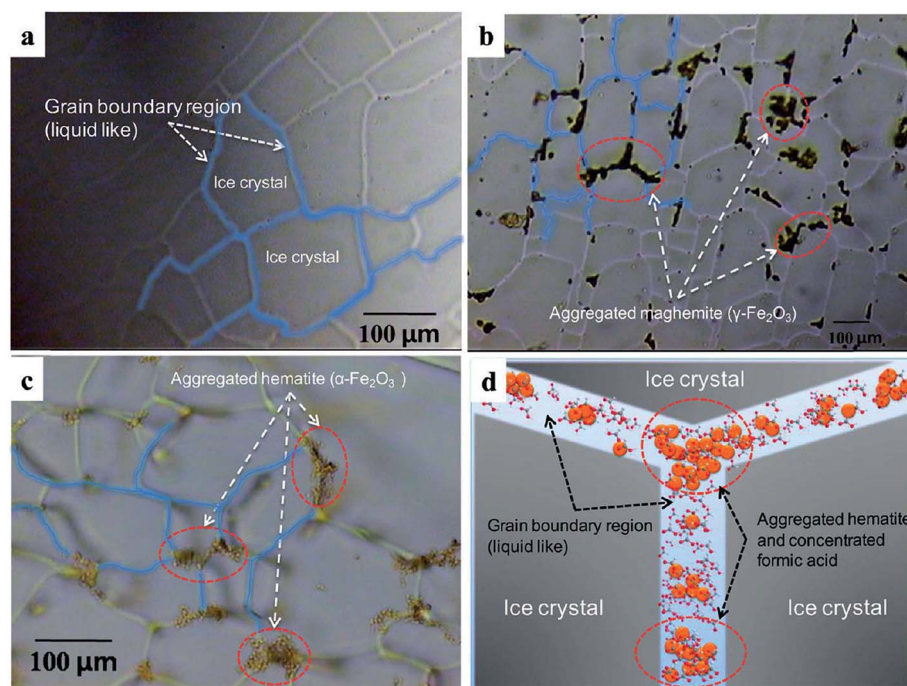 a
Grain boundary region
(liquid like)
Ice crystal
Ice crystal
100 μm
b
Aggregated maghemite (γ-Fe₂O₃)
100 μm
c
Aggregated hematite (α-Fe₂O₃ )
100 μm
d
Ice crystal
Grain boundary region
(liquid like)
Aggregated hematite
and concentrated
formic acid
Ice crystal
Ice crystal